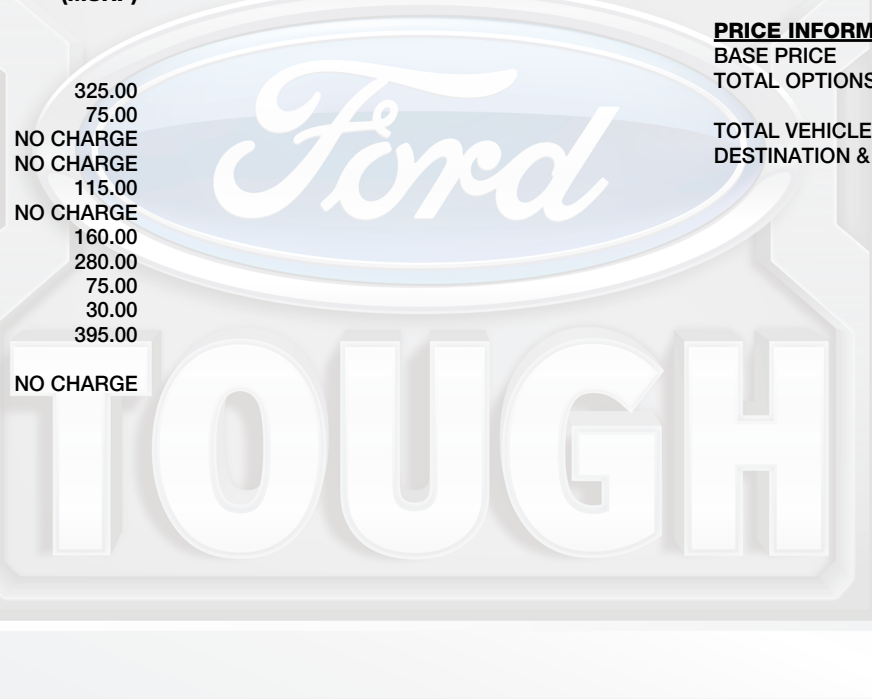 PRICE INFORM
BASE PRICE
TOTAL OPTIONS
TOTAL VEHICLE
DESTINATION &
325.00
75.00
NO CHARGE
NO CHARGE
115.00
NO CHARGE
160.00
280.00
75.00
30.00
395.00
NO CHARGE
Ford
TOUGH